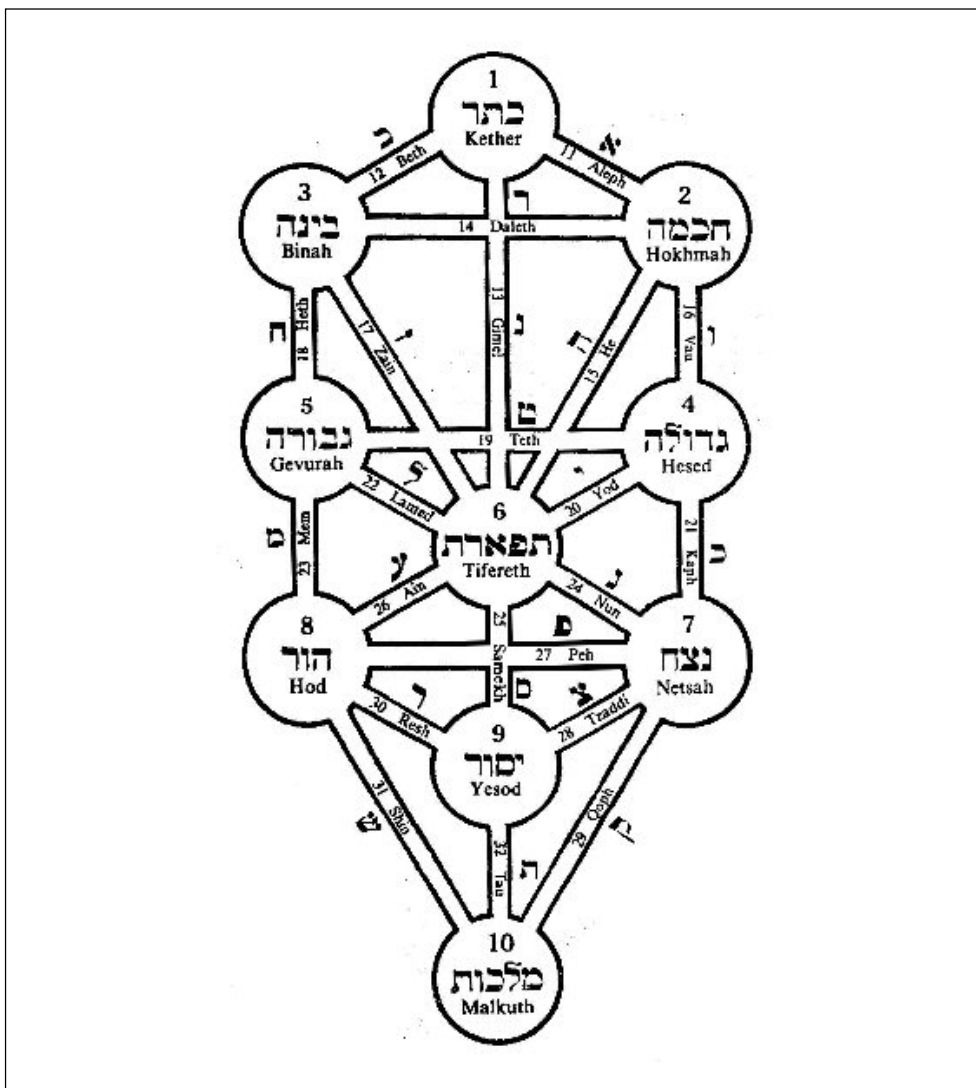 1
כתר
Kether
ב
12 Beth
א
11 Aleph
3
בינה
Binah
2
חכמה
Hokhmah
ר
14 Daleth
ח
18 Heth
17 Zain
ז
13 Gimel
ג
ה
15 He
16 Vau
ו
5
גבורה
Gevurah
4
גדולה
Hesed
ט
19 Teth
ל
22 Lamed
י
20 Yod
6
תפארת
Tifereth
מ
23 Mem
ע
26 Ain
נ
24 Nun
21 Kaph
כ
8
הור
Hod
7
נצח
Netsah
25 Samekh
ס
פ
27 Peh
ר
30 Resh
צ
28 Tzaddi
9
יסור
Yesod
31 Shin
ש
32 Tau
ת
29 Qoph
ק
10
מלכות
Malkuth